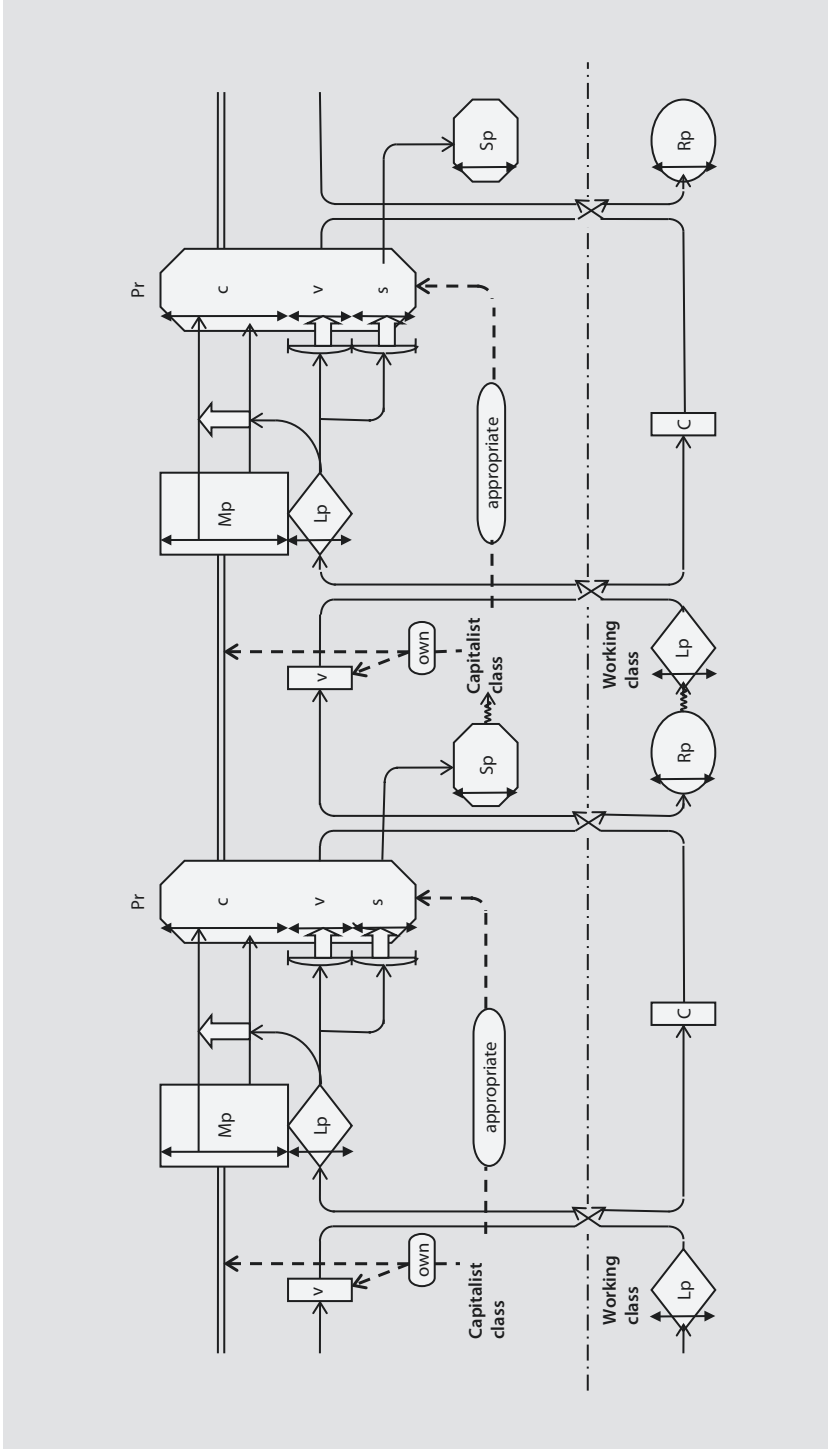 Pr
Pr
Mp
c
Mp
c
v
Lp
v
v
Lp
v
s
s
own
own
Capitalist
class
appropriate
Sp
Capitalist
class
appropriate
Sp
Working
class
Working
class
Lp
C
Rp
Lp
C
Rp